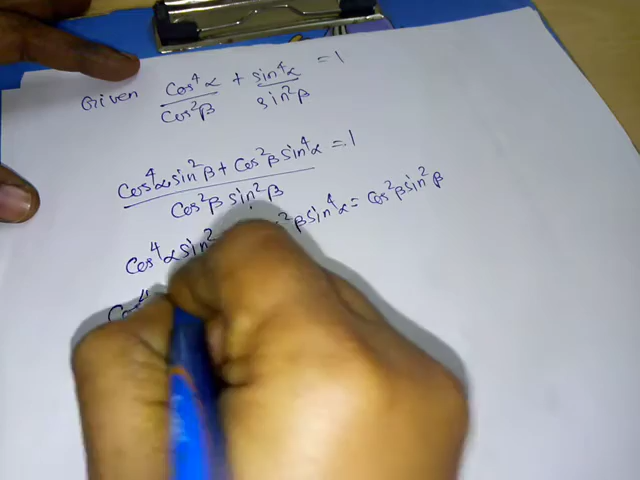 Given cos⁴α/cos²β + sin⁴α/sin²β = 1
cos⁴α sin²β + cos²β sin⁴α / cos²β sin²β = 1
cos⁴α sin² β sin⁴α = cos²β sin²β